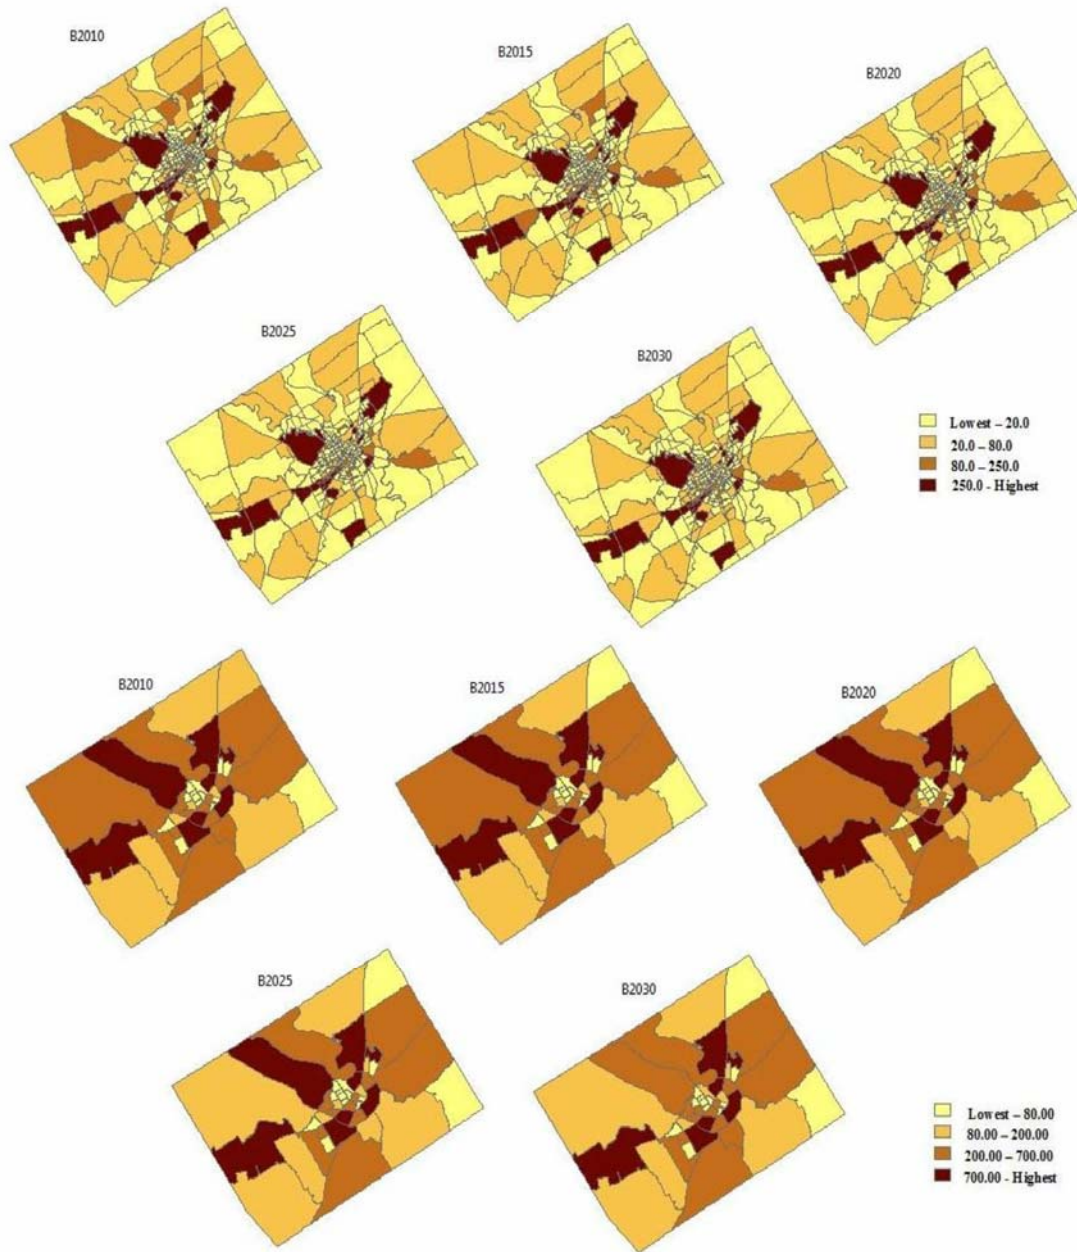 B2010
B2015
B2020
B2025
B2030
Lowest – 20.0
20.0 – 80.0
80.0 – 250.0
250.0 - Highest
B2010
B2015
B2020
B2025
B2030
Lowest – 80.00
80.00 – 200.00
200.00 – 700.00
700.00 - Highest